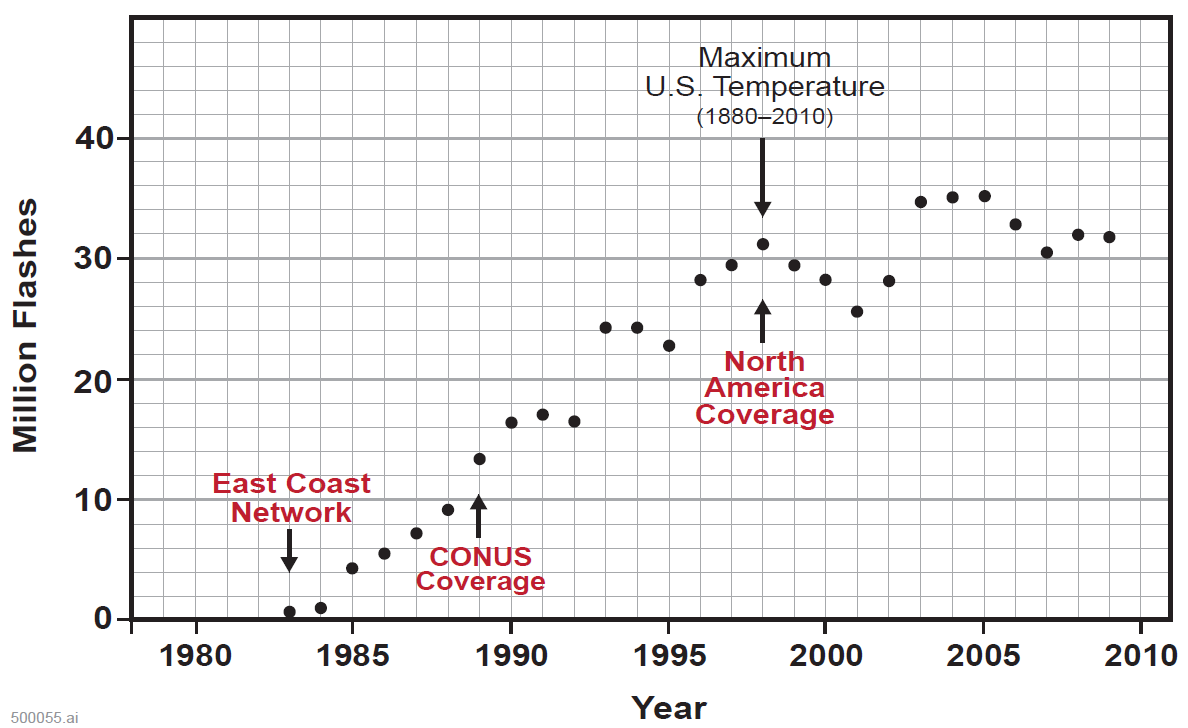 Maximum
U.S. Temperature
(1880–2010)
40
30
20
10
0
Million Flashes
North
America
Coverage
East Coast
Network
CONUS
Coverage
1980
1985
1990
1995
2000
2005
2010
Year
500055.ai